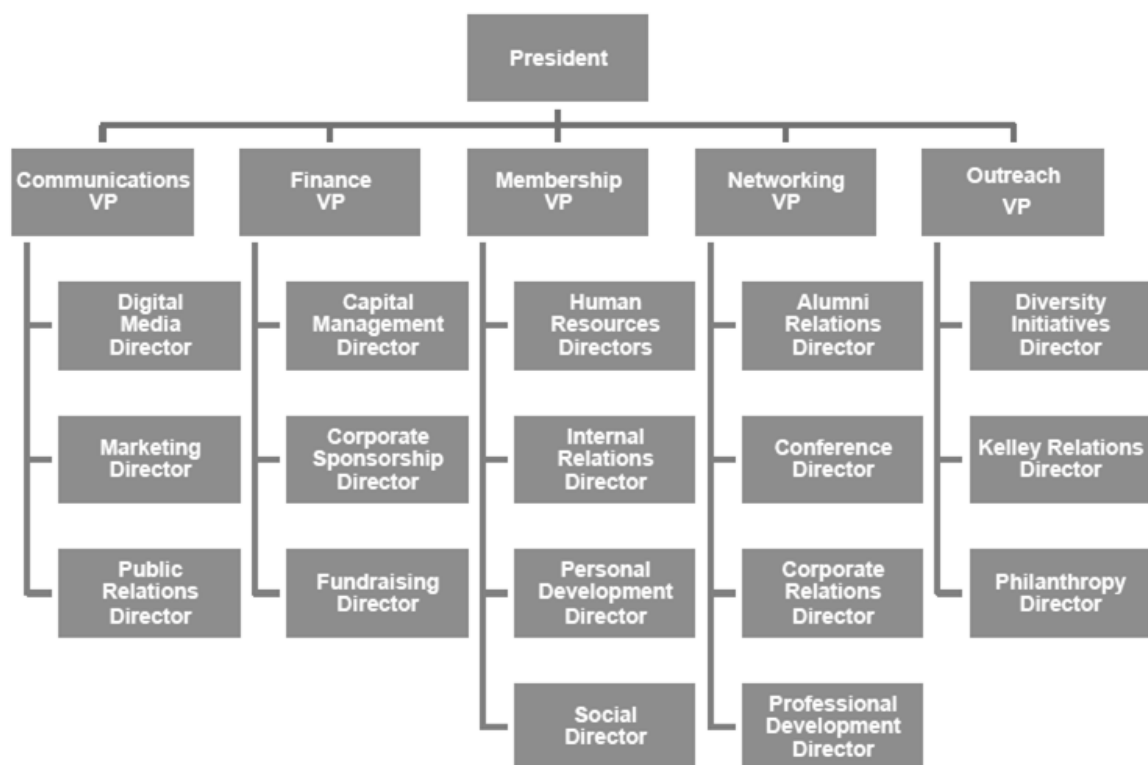 President
Communications
VP
Finance
VP
Membership
VP
Networking
VP
Outreach
VP
Digital
Media
Director
Capital
Management
Director
Human
Resources
Directors
Alumni
Relations
Director
Diversity
Initiatives
Director
Marketing
Director
Corporate
Sponsorship
Director
Internal
Relations
Director
Conference
Director
Kelley Relations
Director
Public
Relations
Director
Fundraising
Director
Personal
Development
Director
Corporate
Relations
Director
Philanthropy
Director
Social
Director
Professional
Development
Director